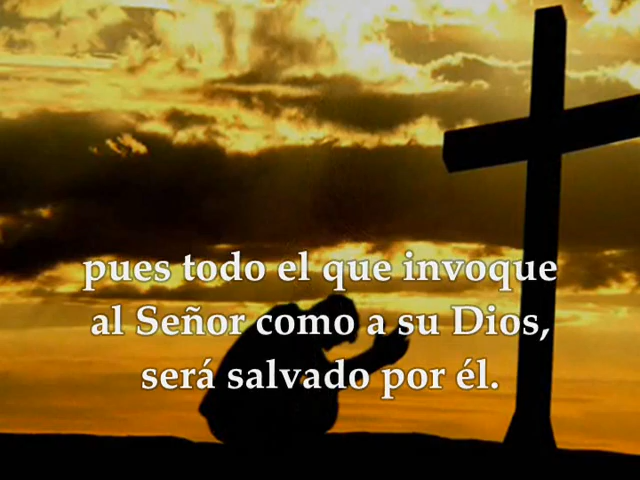 pues todo el que invoque
al Señor como a su Dios,
será salvado por él.